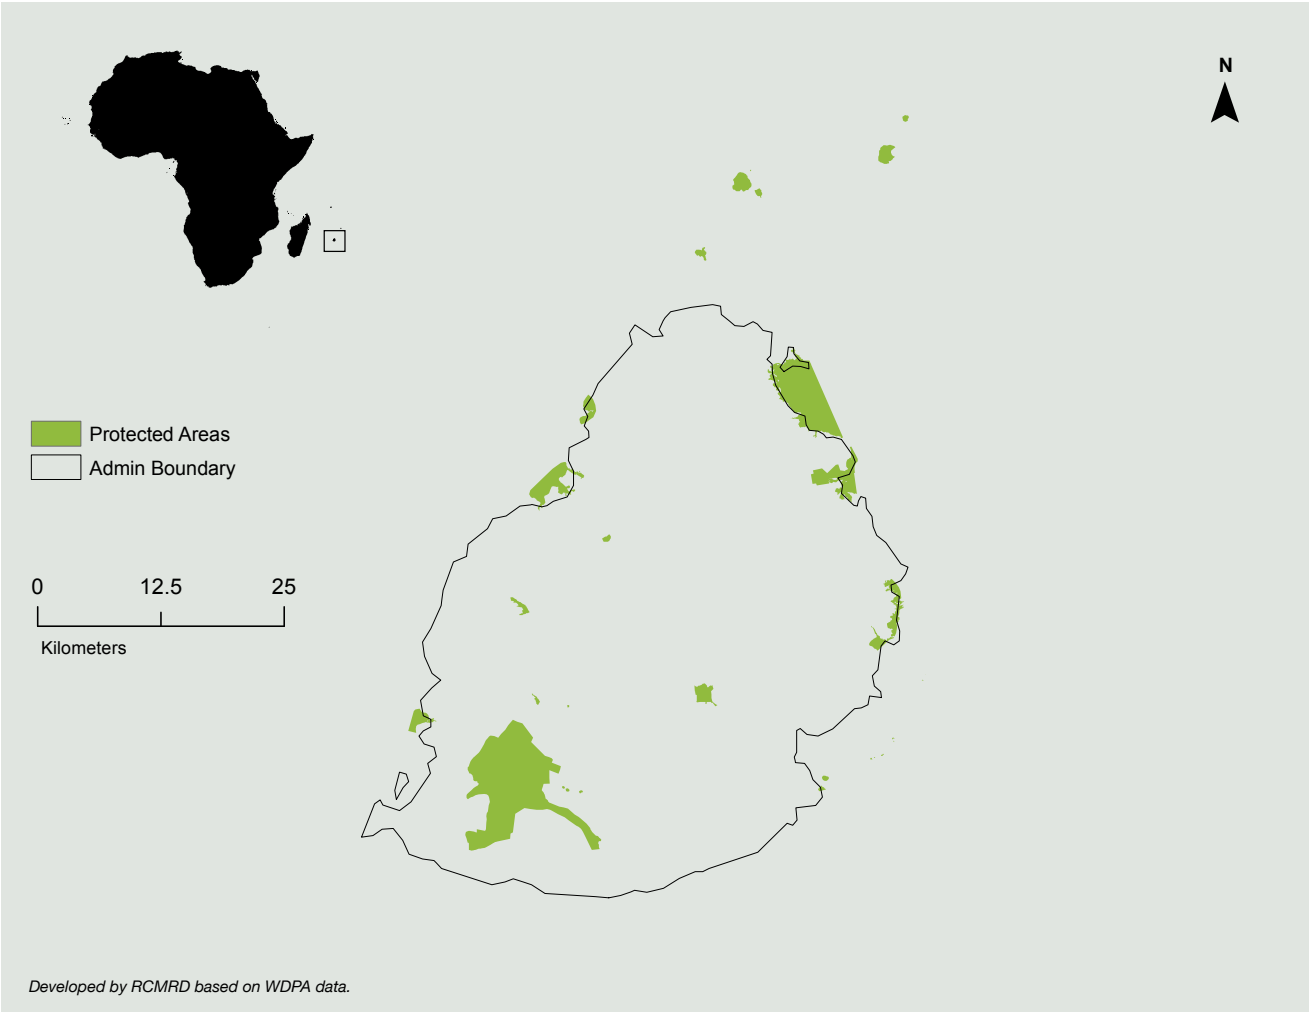 N
Protected Areas
Admin Boundary
0 12.5 25
Kilometers
Developed by RCMRD based on WDPA data.